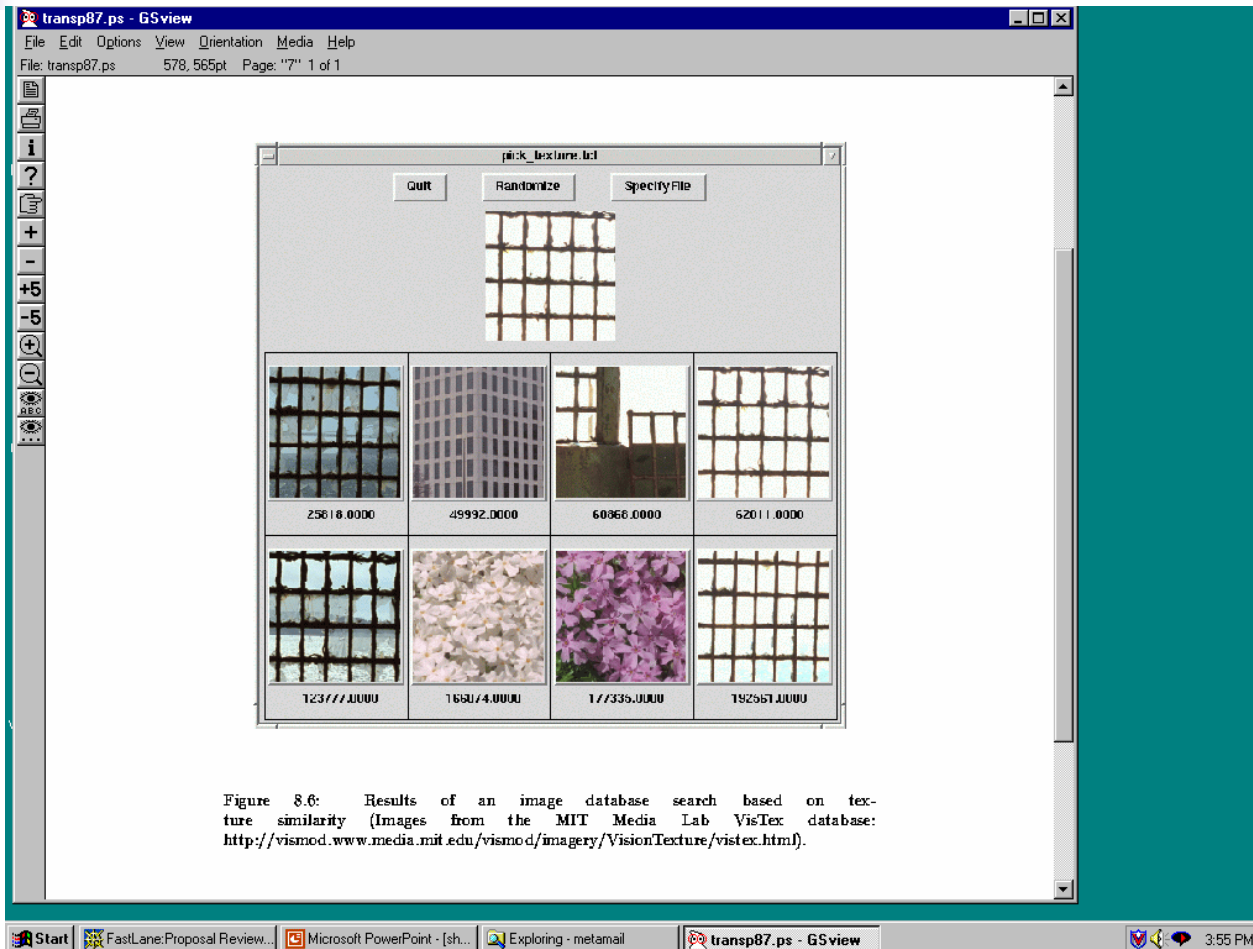 transp87.ps - GSview
File Edit Options View Orientation Media Help
File: transp87.ps 578, 565pt Page: "7" 1 of 1
i
?
+
-
+5
-5
ABC
pick_texture.tcl
Quit Randomize SpecifyFile
25818.0000 49992.0000 60868.0000 62011.0000
123777.0000 166074.0000 177335.0000 192561.0000
Figure 8.6: Results of an image database search based on tex-
ture similarity (Images from the MIT Media Lab VisTex database:
http://vismod.www.media.mit.edu/vismod/imagery/VisionTexture/vistex.html).
Start FastLane:Proposal Review... Microsoft PowerPoint - [sh... Exploring - metamail transp87.ps - GSview 3:55 PM